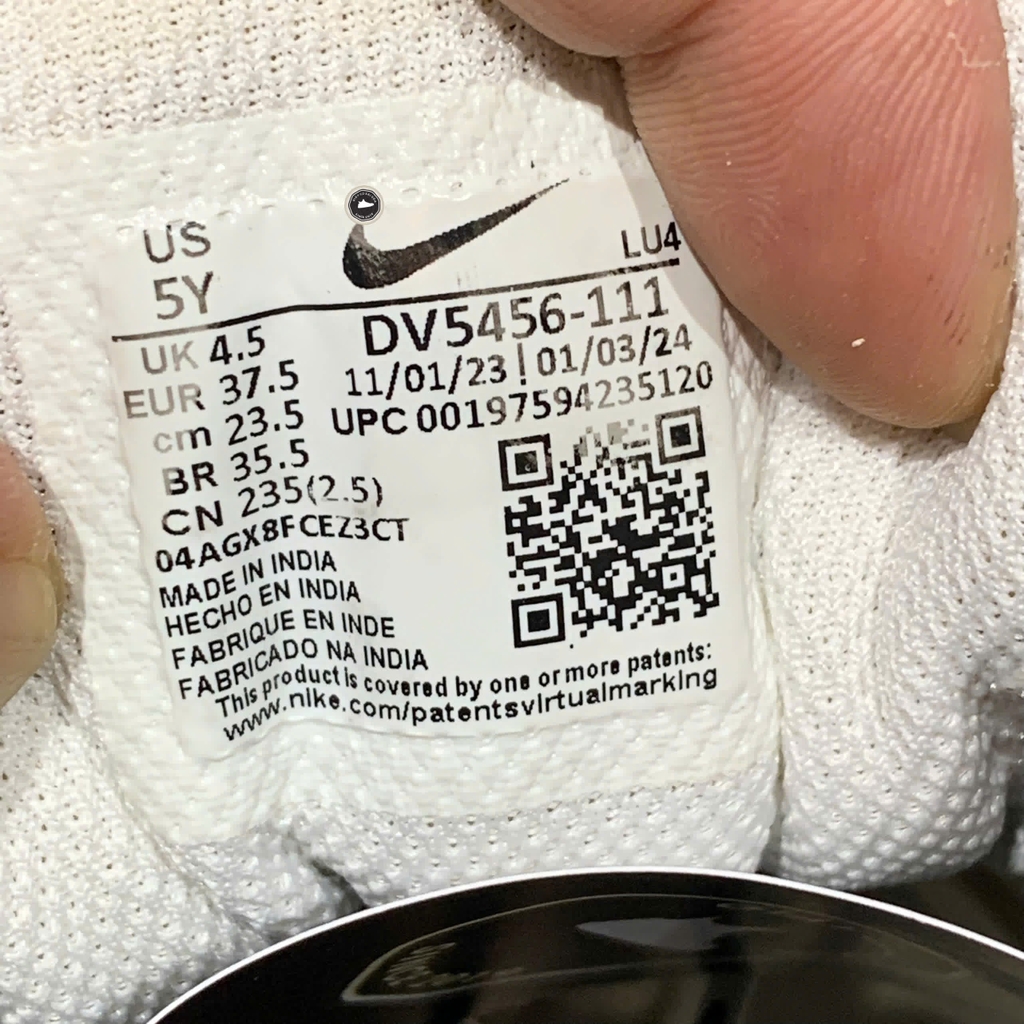 US
5Y
LU4
UK 4.5
EUR 37.5
cm 23.5
BR 35.5
CN 235(2.5)
DV5456-111
11/01/23 | 01/03/24
UPC 00197594235120
04AGX8FCEZ3CT
MADE IN INDIA
HECHO EN INDIA
FABRIQUE EN INDE
FABRICADO NA INDIA
This product is covered by one or more patents:
www.nike.com/patentsvirtualmarking